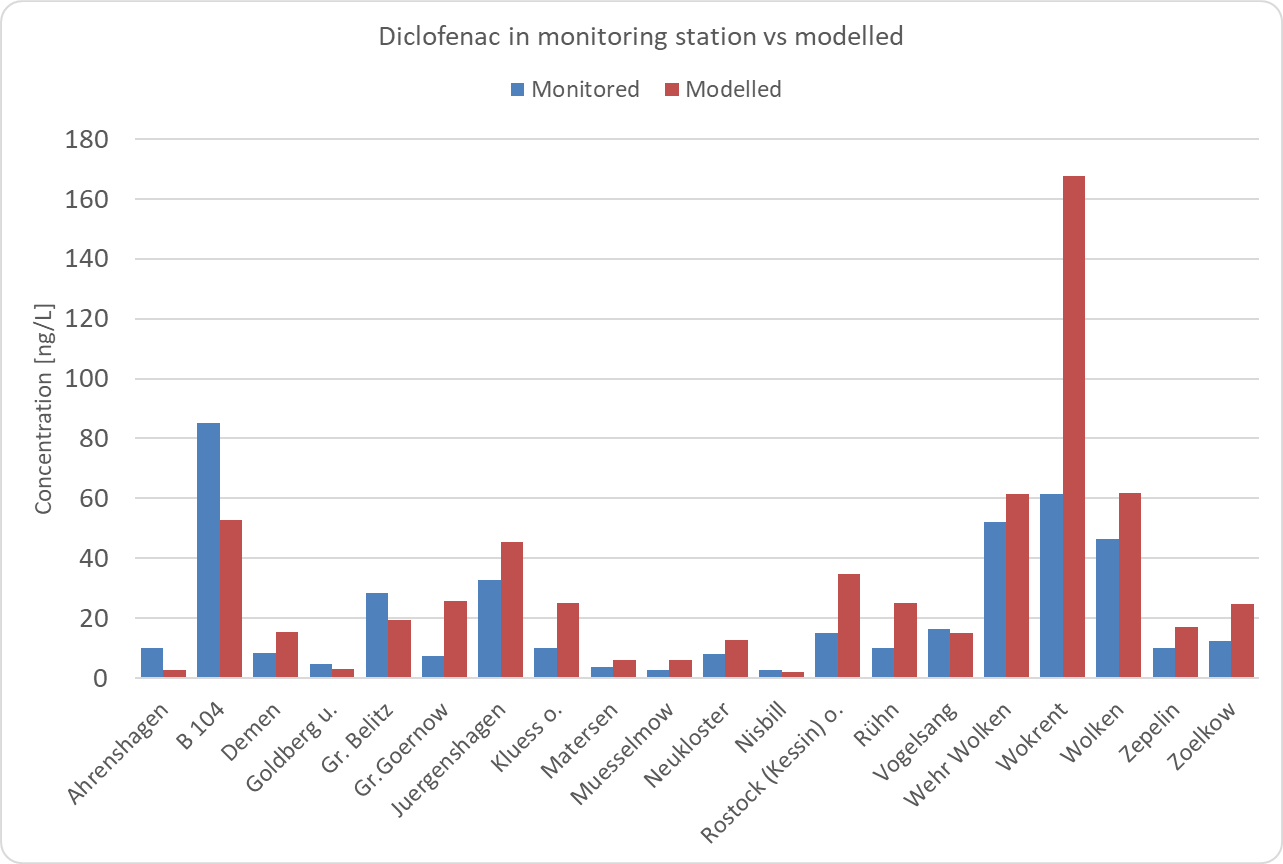 Diclofenac in monitoring station vs modelled
Monitored Modelled
Concentration [ng/L]
180
160
140
120
100
80
60
40
20
0
Ahrenshagen
B 104
Demen
Goldberg u.
Gr. Belitz
Gr.Goernow
Juergenshagen
Kluess o.
Matersen
Muesselmow
Neukloster
Nisbill
Rostock (Kessin) o.
Rühn
Vogelsang
Wehr Wolken
Wokrent
Wolken
Zepelin
Zoelkow